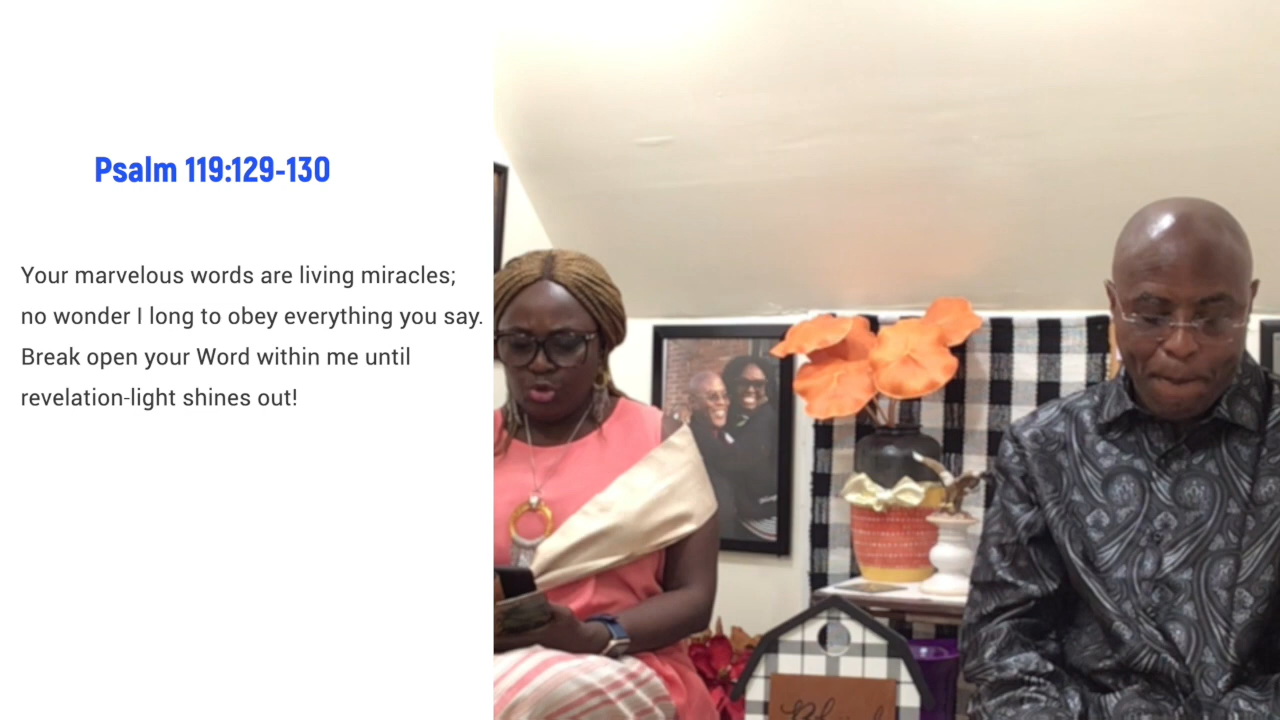 Psalm 119:129-130
Your marvelous words are living miracles;
no wonder I long to obey everything you say.
Break open your Word within me until
revelation-light shines out!